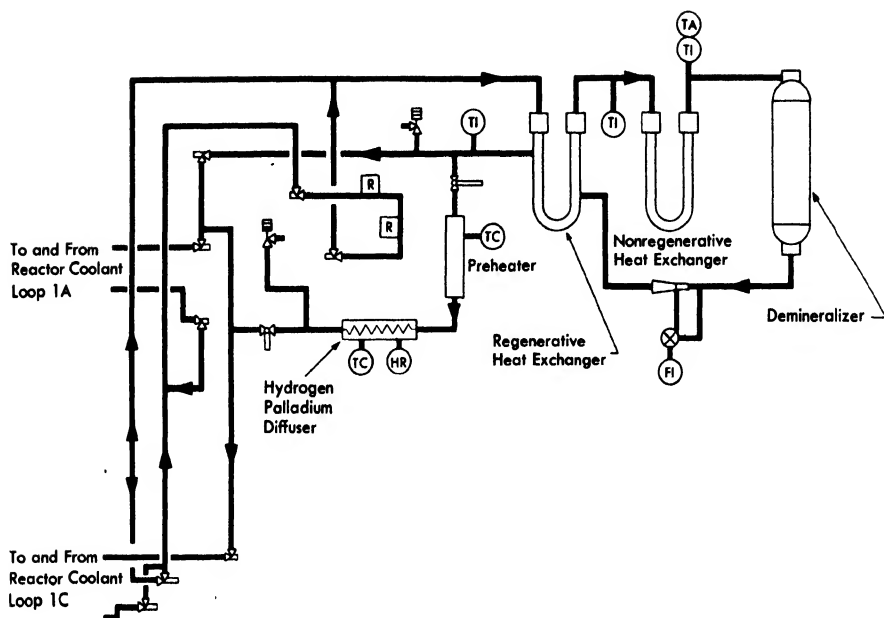 TA
TI
TI
TI
R
R
TC
Preheater
To and From
Reactor Coolant
Loop 1A
Nonregenerative
Heat Exchanger
Demineralizer
Regenerative
Heat Exchanger
TC
HR
FI
Hydrogen
Palladium
Diffuser
To and From
Reactor Coolant
Loop 1C